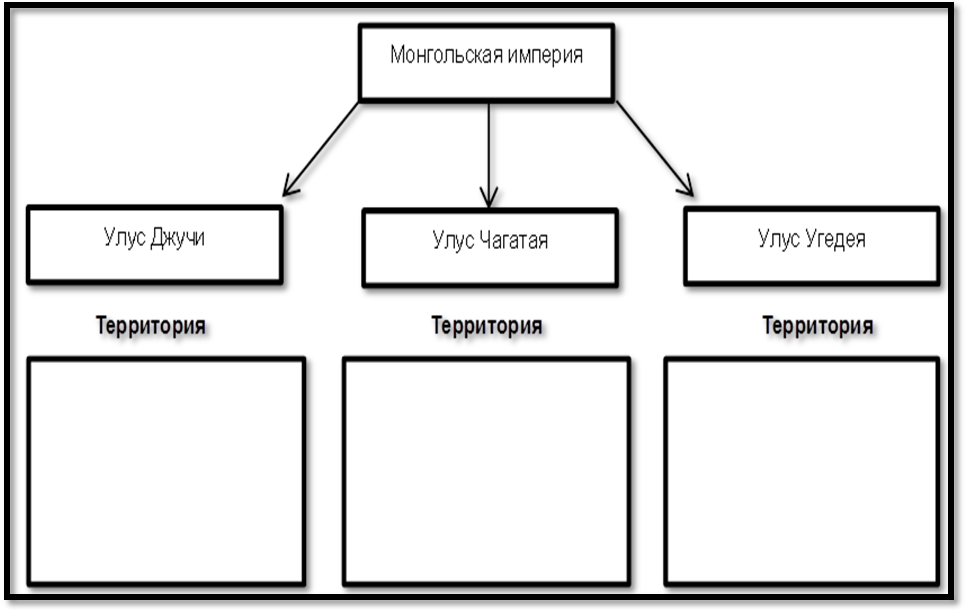 Монгольская империя
Улус Джучи
Улус Чагатая
Улус Угедея
Территория
Территория
Территория